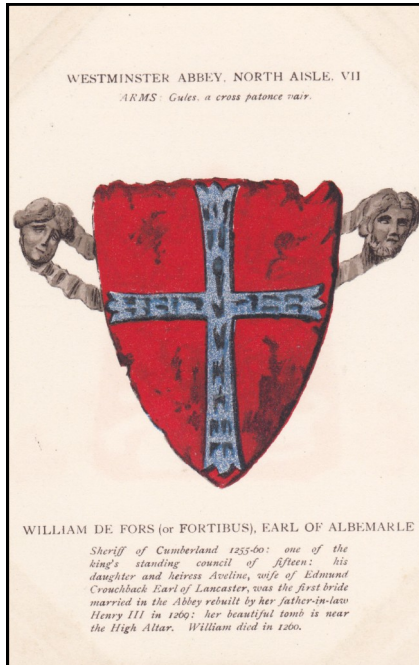 WESTMINSTER ABBEY, NORTH AISLE, VII
ARMS: Gules, a cross patonce vair.
WILLIAM DE FORS (or FORTIBUS), EARL OF ALBEMARLE
Sheriff of Cumberland 1255-60: one of the
king's standing council of fifteen: his
daughter and heiress Aveline, wife of Edmund
Crouchback Earl of Lancaster, was the first bride
married in the Abbey rebuilt by her father-in-law
Henry III in 1269: her beautiful tomb is near
the High Altar. William died in 1260.